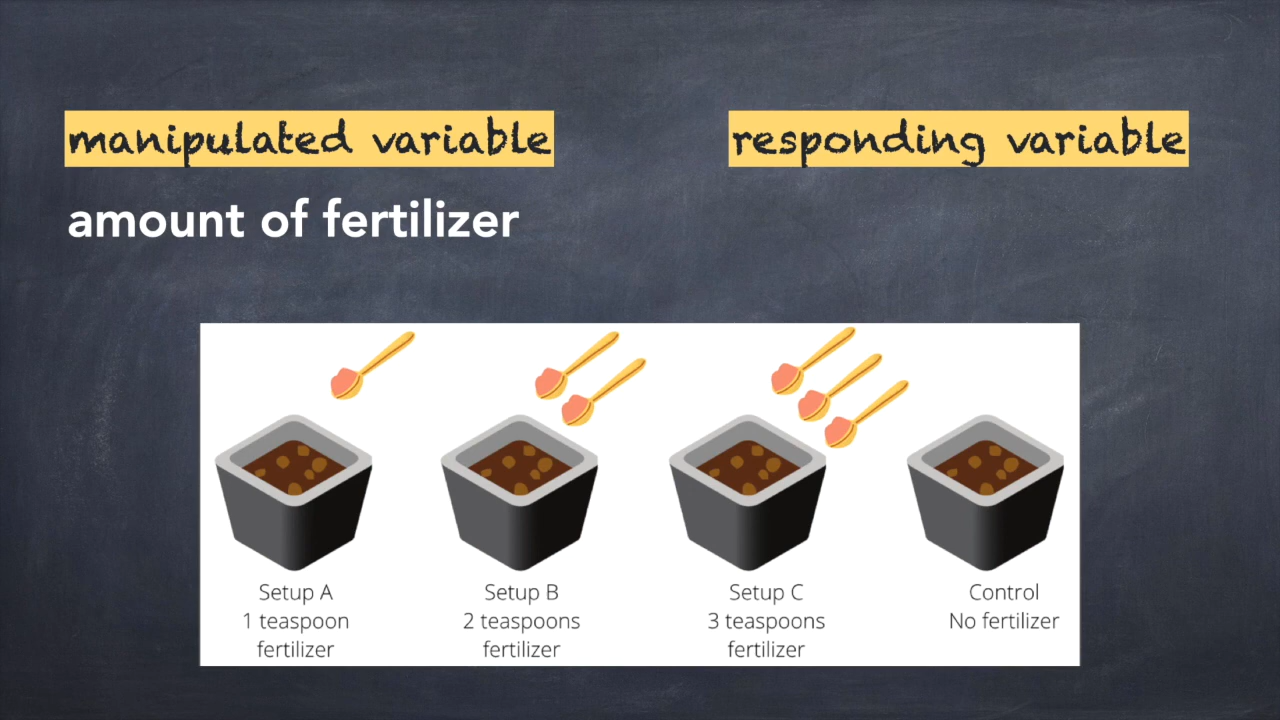 manipulated variable
responding variable
amount of fertilizer
Setup A
1 teaspoon
fertilizer
Setup B
2 teaspoons
fertilizer
Setup C
3 teaspoons
fertilizer
Control
No fertilizer